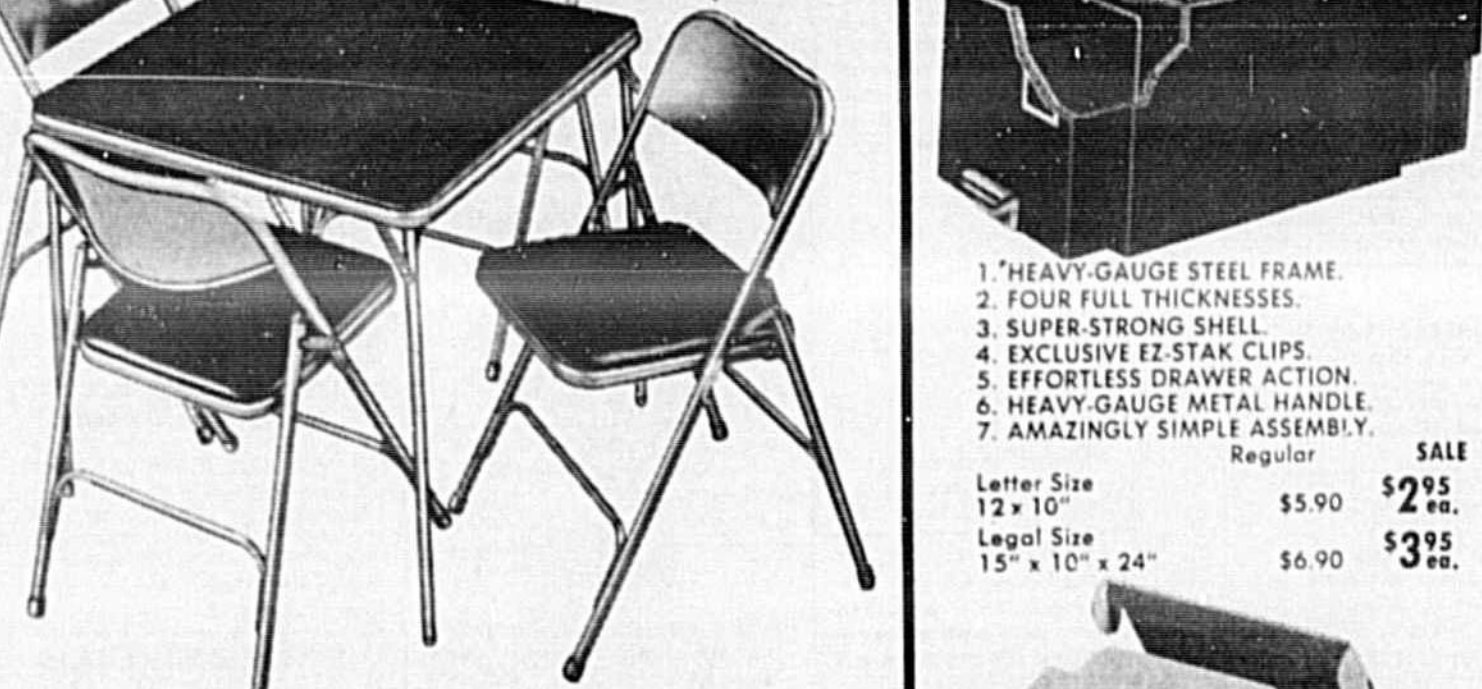 1. HEAVY-GAUGE STEEL FRAME.
2. FOUR FULL THICKNESSES.
3. SUPER-STRONG SHELL.
4. EXCLUSIVE EZ-STAK CLIPS.
5. EFFORTLESS DRAWER ACTION.
6. HEAVY-GAUGE METAL HANDLE.
7. AMAZINGLY SIMPLE ASSEMBLY.
Regular SALE
Letter Size
12 x 10" $5.90 $2.95 ea.
Legal Size
15" x 10" x 24" $6.90 $3.95 ea.